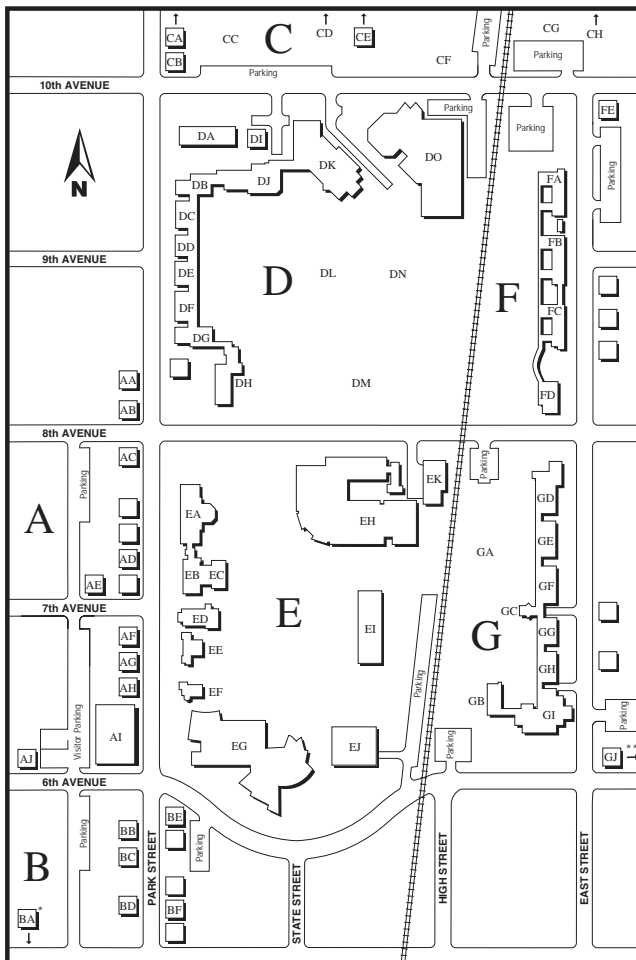 CA
CC
C
CD
CE
CF
Parking
CG
CH
CB
Parking
Parking
10th AVENUE
Parking
Parking
FE
Parking
N
DA
DI
DO
DK
DJ
DB
DC
DD
DE
DF
DG
DH
D
DL
DN
DM
F
FA
FB
FC
FD
9th AVENUE
AA
AB
8th AVENUE
AC
Parking
A
AD
AE
EA
EB
EC
ED
EE
EF
E
EH
EK
EI
EG
EJ
Parking
Parking
GA
GD
GE
GF
GC
GG
GH
GB
GI
G
Parking
Parking
GJ
**
7th AVENUE
AF
AG
AH
AI
AJ
Visitor Parking
6th AVENUE
Parking
B
BA
*
BB
BC
BD
BE
BF
Parking
PARK STREET
STATE STREET
HIGH STREET
EAST STREET